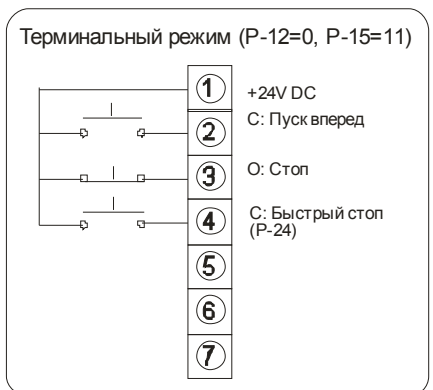 Терминальный режим (P-12=0, P-15=11)
1 +24V DC
2 С: Пуск вперед
3 О: Стоп
4 С: Быстрый стоп
(P-24)
5
6
7